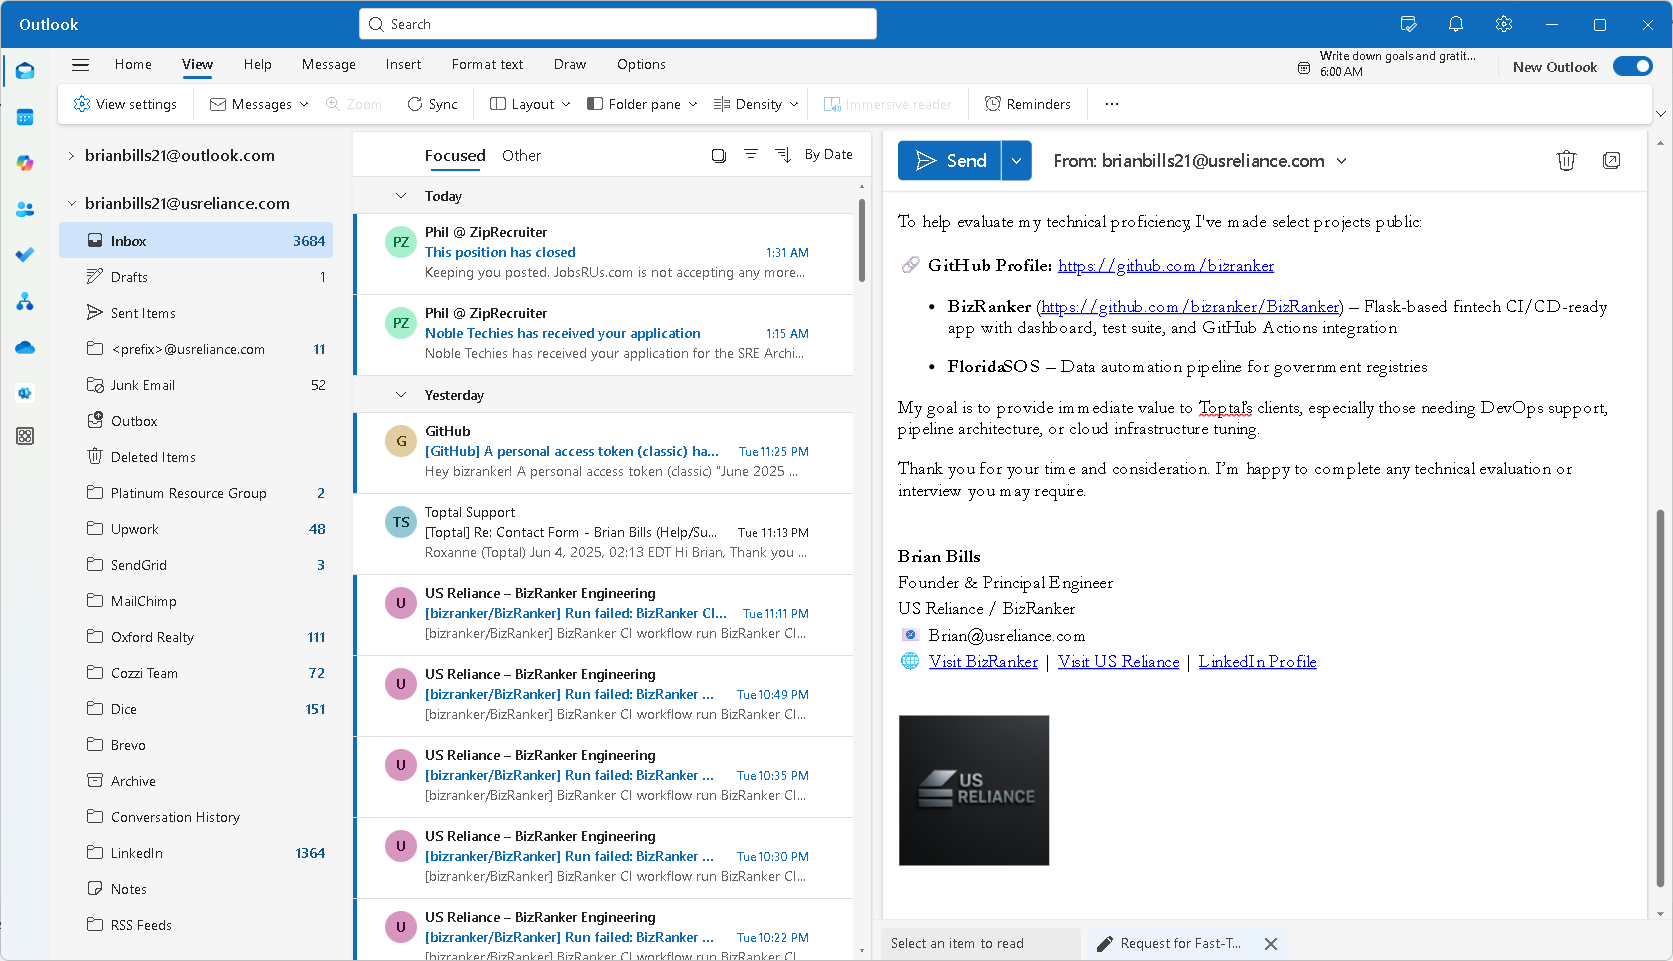 Outlook
Search
Home View Help Message Insert Format text Draw Options
Write down goals and gratit...
6:00 AM
New Outlook
View settings Messages Zoom Sync Layout Folder pane Density Immersive reader Reminders ...
brianbills21@outlook.com
brianbills21@usreliance.com
Inbox 3684
Drafts 1
Sent Items
<prefix>@usreliance.com 11
Junk Email 52
Outbox
Deleted Items
Platinum Resource Group 2
Upwork 48
SendGrid 3
MailChimp
Oxford Realty 111
Cozzi Team 72
Dice 151
Brevo
Archive
Conversation History
LinkedIn 1364
Notes
RSS Feeds
Focused Other By Date
Today
PZ
Phil @ ZipRecruiter
This position has closed 1:31 AM
Keeping you posted. JobsRUs.com is not accepting any more...
PZ
Phil @ ZipRecruiter
Noble Techies has received your application 1:15 AM
Noble Techies has received your application for the SRE Archi...
Yesterday
G
GitHub
[GitHub] A personal access token (classic) ha... Tue 11:25 PM
Hey bizranker! A personal access token (classic) "June 2025 ...
TS
Toptal Support
[Toptal] Re: Contact Form - Brian Bills (Help/Su... Tue 11:13 PM
Roxanne (Toptal) Jun 4, 2025, 02:13 EDT Hi Brian, Thank you ...
U
US Reliance – BizRanker Engineering
[bizranker/BizRanker] Run failed: BizRanker CI... Tue 11:11 PM
[bizranker/BizRanker] BizRanker CI workflow run BizRanker CI...
U
US Reliance – BizRanker Engineering
[bizranker/BizRanker] Run failed: BizRanker ... Tue 10:49 PM
[bizranker/BizRanker] BizRanker CI workflow run BizRanker CI...
U
US Reliance – BizRanker Engineering
[bizranker/BizRanker] Run failed: BizRanker ... Tue 10:35 PM
[bizranker/BizRanker] BizRanker CI workflow run BizRanker CI...
U
US Reliance – BizRanker Engineering
[bizranker/BizRanker] Run failed: BizRanker ... Tue 10:30 PM
[bizranker/BizRanker] BizRanker CI workflow run BizRanker CI...
U
US Reliance – BizRanker Engineering
[bizranker/BizRanker] Run failed: BizRanker ... Tue 10:22 PM
[bizranker/BizRanker] BizRanker CI workflow run BizRanker CI...
Send From: brianbills21@usreliance.com
To help evaluate my technical proficiency, I've made select projects public:
GitHub Profile: https://github.com/bizranker
• BizRanker (https://github.com/bizranker/BizRanker) – Flask-based fintech CI/CD-ready
app with dashboard, test suite, and GitHub Actions integration
• FloridaSOS – Data automation pipeline for government registries
My goal is to provide immediate value to Toptal's clients, especially those needing DevOps support,
pipeline architecture, or cloud infrastructure tuning.
Thank you for your time and consideration. I'm happy to complete any technical evaluation or
interview you may require.
Brian Bills
Founder & Principal Engineer
US Reliance / BizRanker
Brian@usreliance.com
Visit BizRanker | Visit US Reliance | LinkedIn Profile
US
RELIANCE
Select an item to read
Request for Fast-T...